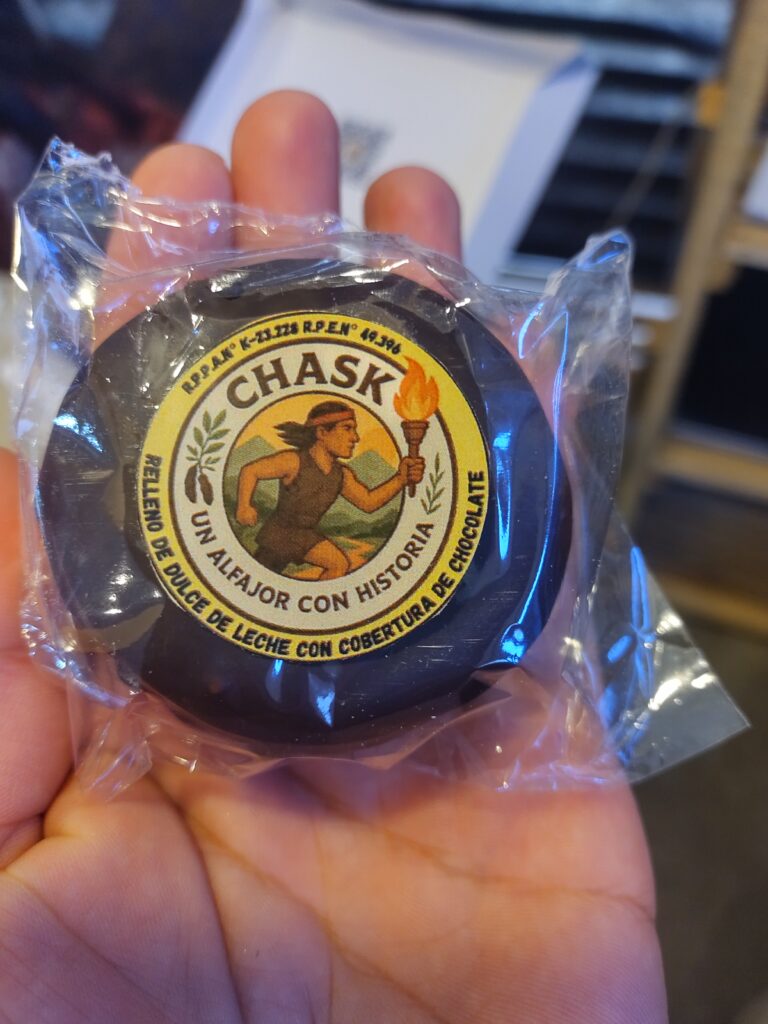 R.P.P.A.N° K-23.228 R.P.E.N° 49.396
CHASK
UN ALFAJOR CON HISTORIA
RELLENO DE DULCE DE LECHE CON COBERTURA DE CHOCOLATE